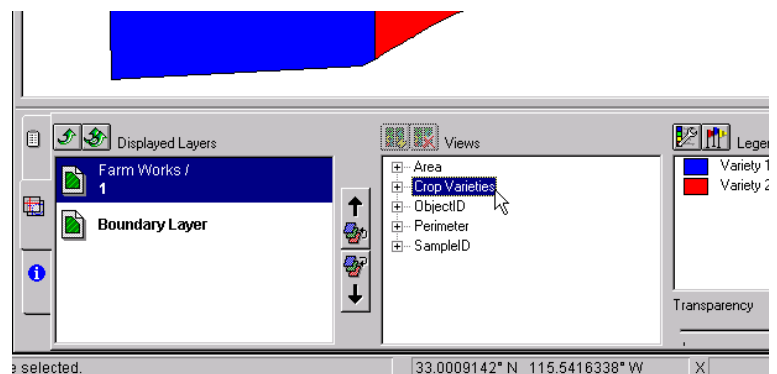 Displayed Layers
Farm Works /
1
Boundary Layer
Views
Area
Crop Varieties
ObjectID
Perimeter
SampleID
Variety 1
Variety 2
Transparency
selected.
33.0009142° N 115.5416338° W
X